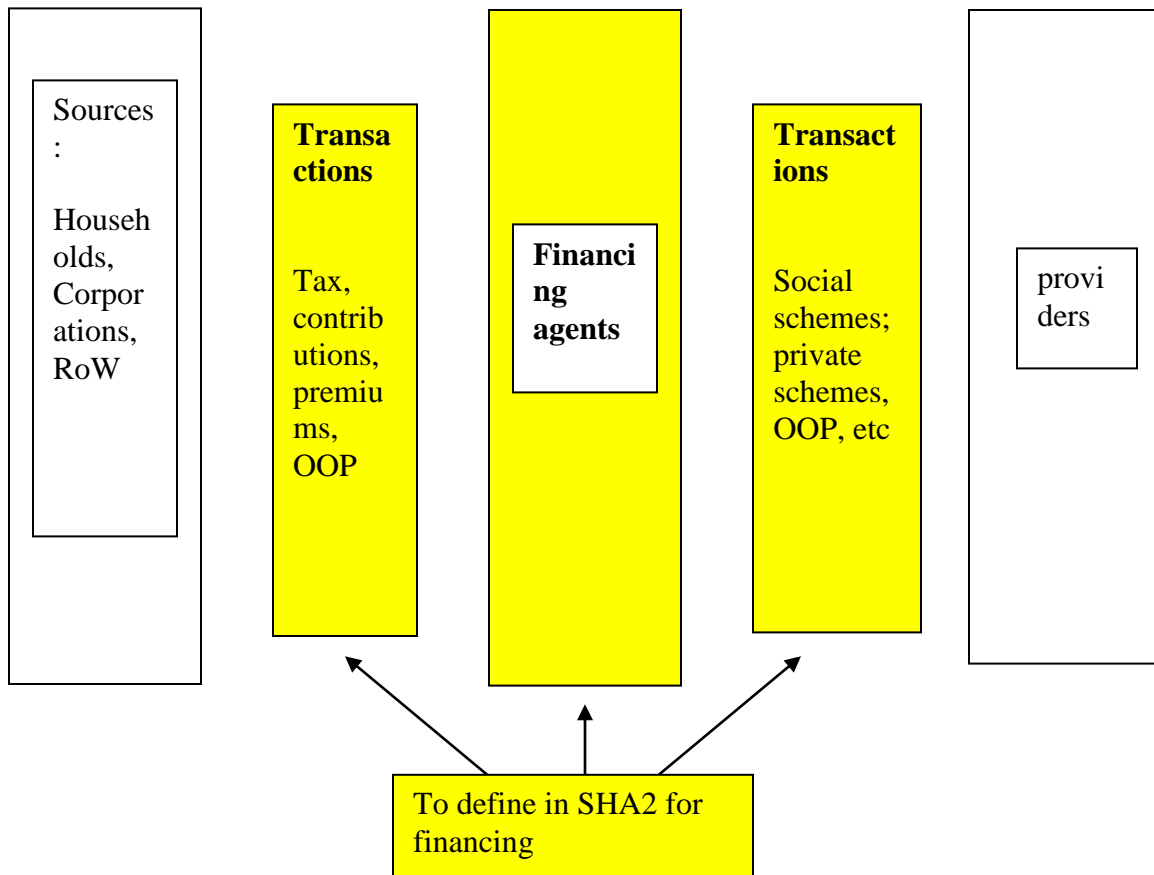 Sources
:
Househ
olds,
Corpor
ations,
RoW
Transa
ctions
Tax,
contrib
utions,
premiu
ms,
OOP
Financi
ng
agents
Transact
ions
Social
schemes;
private
schemes,
OOP, etc
provi
ders
To define in SHA2 for
financing